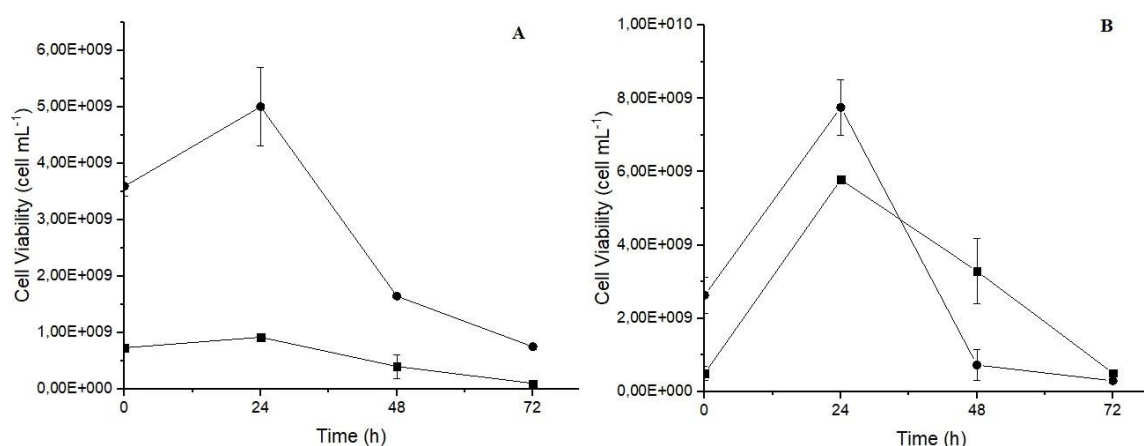 A
6,00E+009
5,00E+009
4,00E+009
3,00E+009
2,00E+009
1,00E+009
0,00E+000
0
24
48
72
Cell Viability (cell mL⁻¹)
Time (h)
B
1,00E+010
8,00E+009
6,00E+009
4,00E+009
2,00E+009
0,00E+000
0
24
48
72
Cell Viability (cell mL⁻¹)
Time (h)